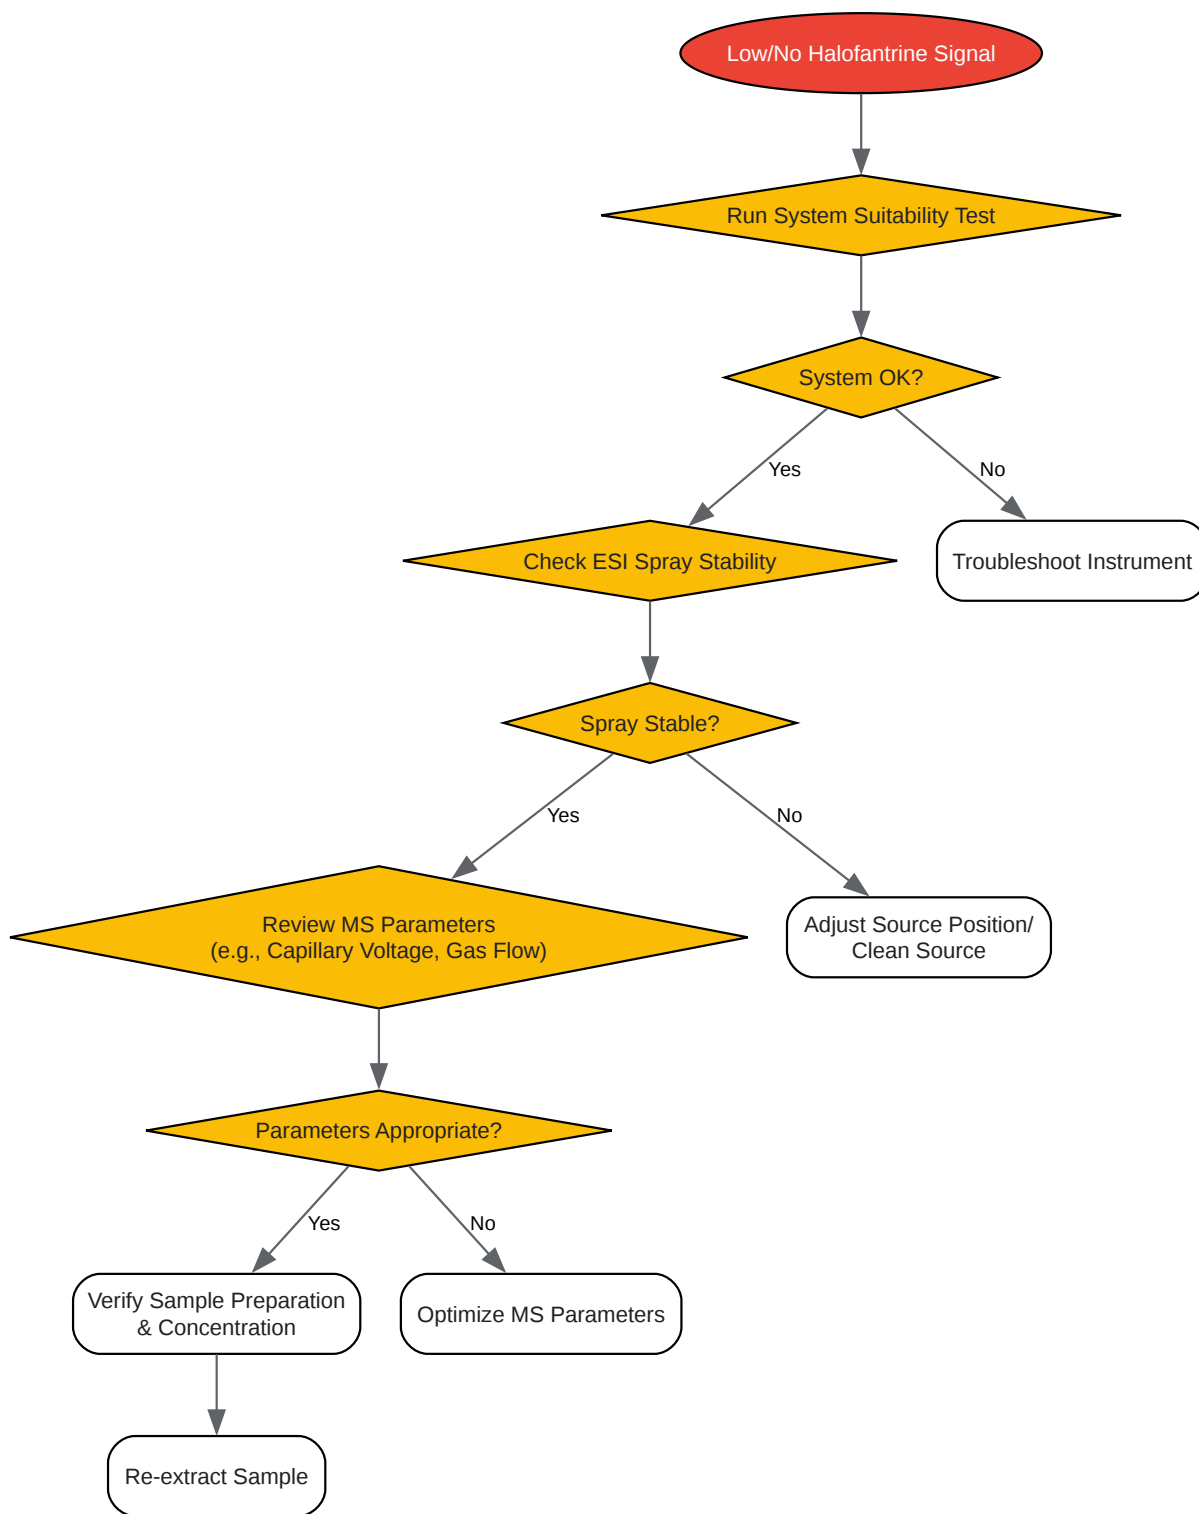 Low/No Halofantrine Signal
Run System Suitability Test
System OK?
Yes
No
Check ESI Spray Stability
Troubleshoot Instrument
Spray Stable?
Yes
No
Review MS Parameters
(e.g., Capillary Voltage, Gas Flow)
Adjust Source Position/
Clean Source
Parameters Appropriate?
Yes
No
Verify Sample Preparation
& Concentration
Optimize MS Parameters
Re-extract Sample